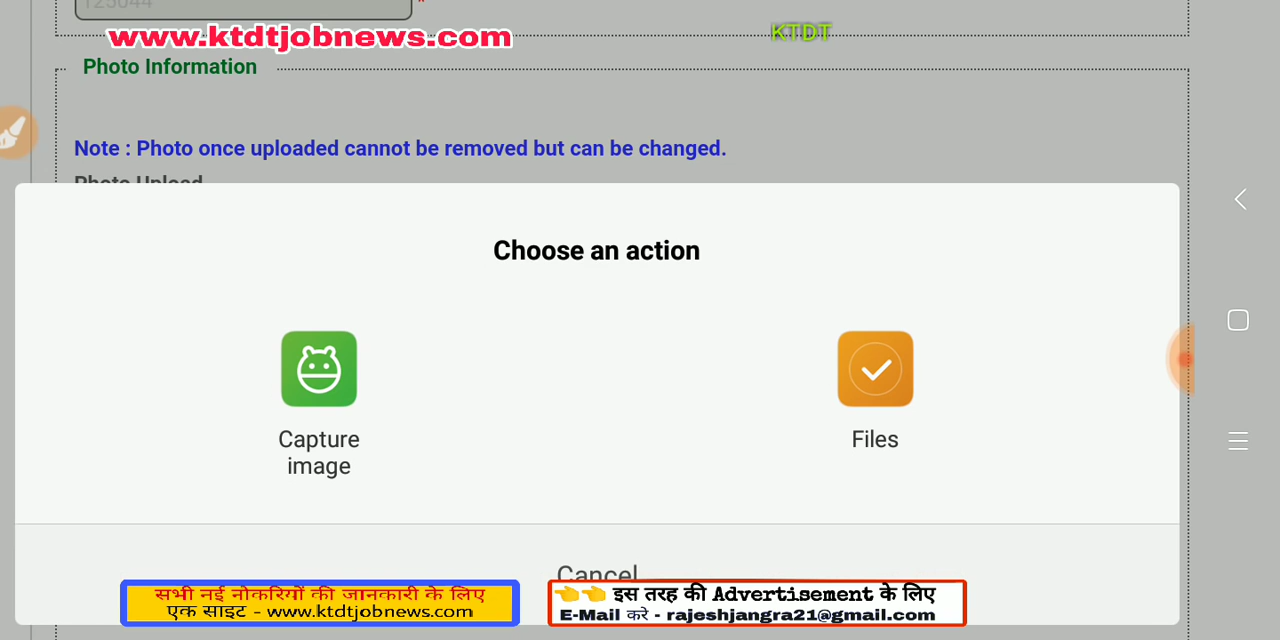 125044
*
www.ktdtjobnews.com
KTDT
Photo Information
Note : Photo once uploaded cannot be removed but can be changed.
Photo Upload
Choose an action
Capture
image
Files
Cancel
सभी नई नोकरियों की जानकारी के लिए
एक साइट - www.ktdtjobnews.com
👉👉 इस तरह की Advertisement के लिए
E-Mail करे - rajeshjangra21@gmail.com